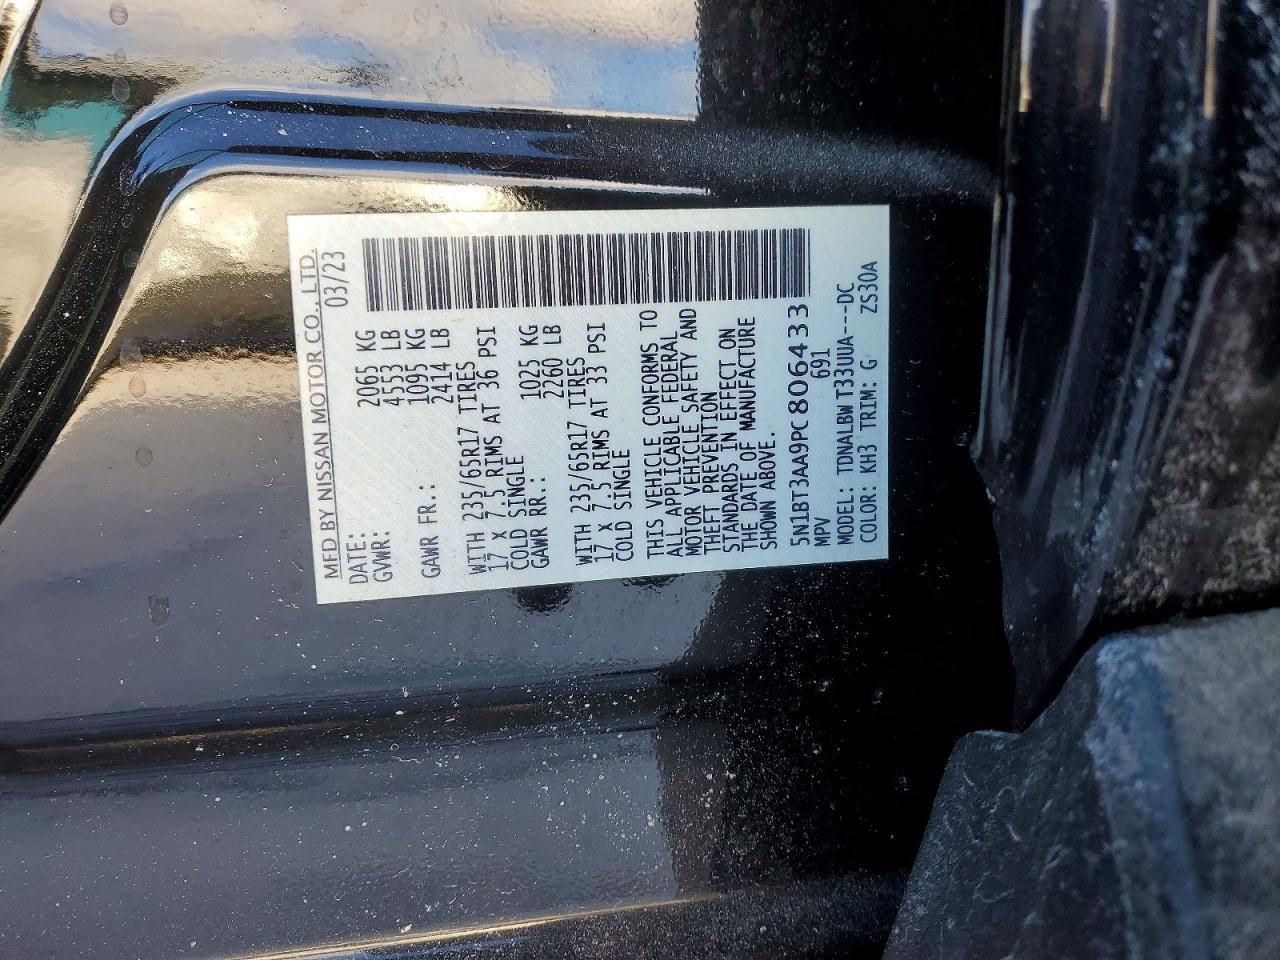 MFD BY NISSAN MOTOR CO., LTD.
DATE: 03/23
GVWR: 2065 KG
4553 LB
GAWR FR.: 1095 KG
2414 LB
WITH 235/65R17 TIRES
17 X 7.5 RIMS AT 36 PSI
COLD SINGLE
GAWR RR.: 1025 KG
2260 LB
WITH 235/65R17 TIRES
17 X 7.5 RIMS AT 33 PSI
COLD SINGLE
THIS VEHICLE CONFORMS TO
ALL APPLICABLE FEDERAL
MOTOR VEHICLE SAFETY AND
THEFT PREVENTION
STANDARDS IN EFFECT ON
THE DATE OF MANUFACTURE
SHOWN ABOVE.
5N1BT3AA9PC806433
MPV 691
MODEL: TDNALBW T33UUA---DC
COLOR: KH3 TRIM: G ZS30A